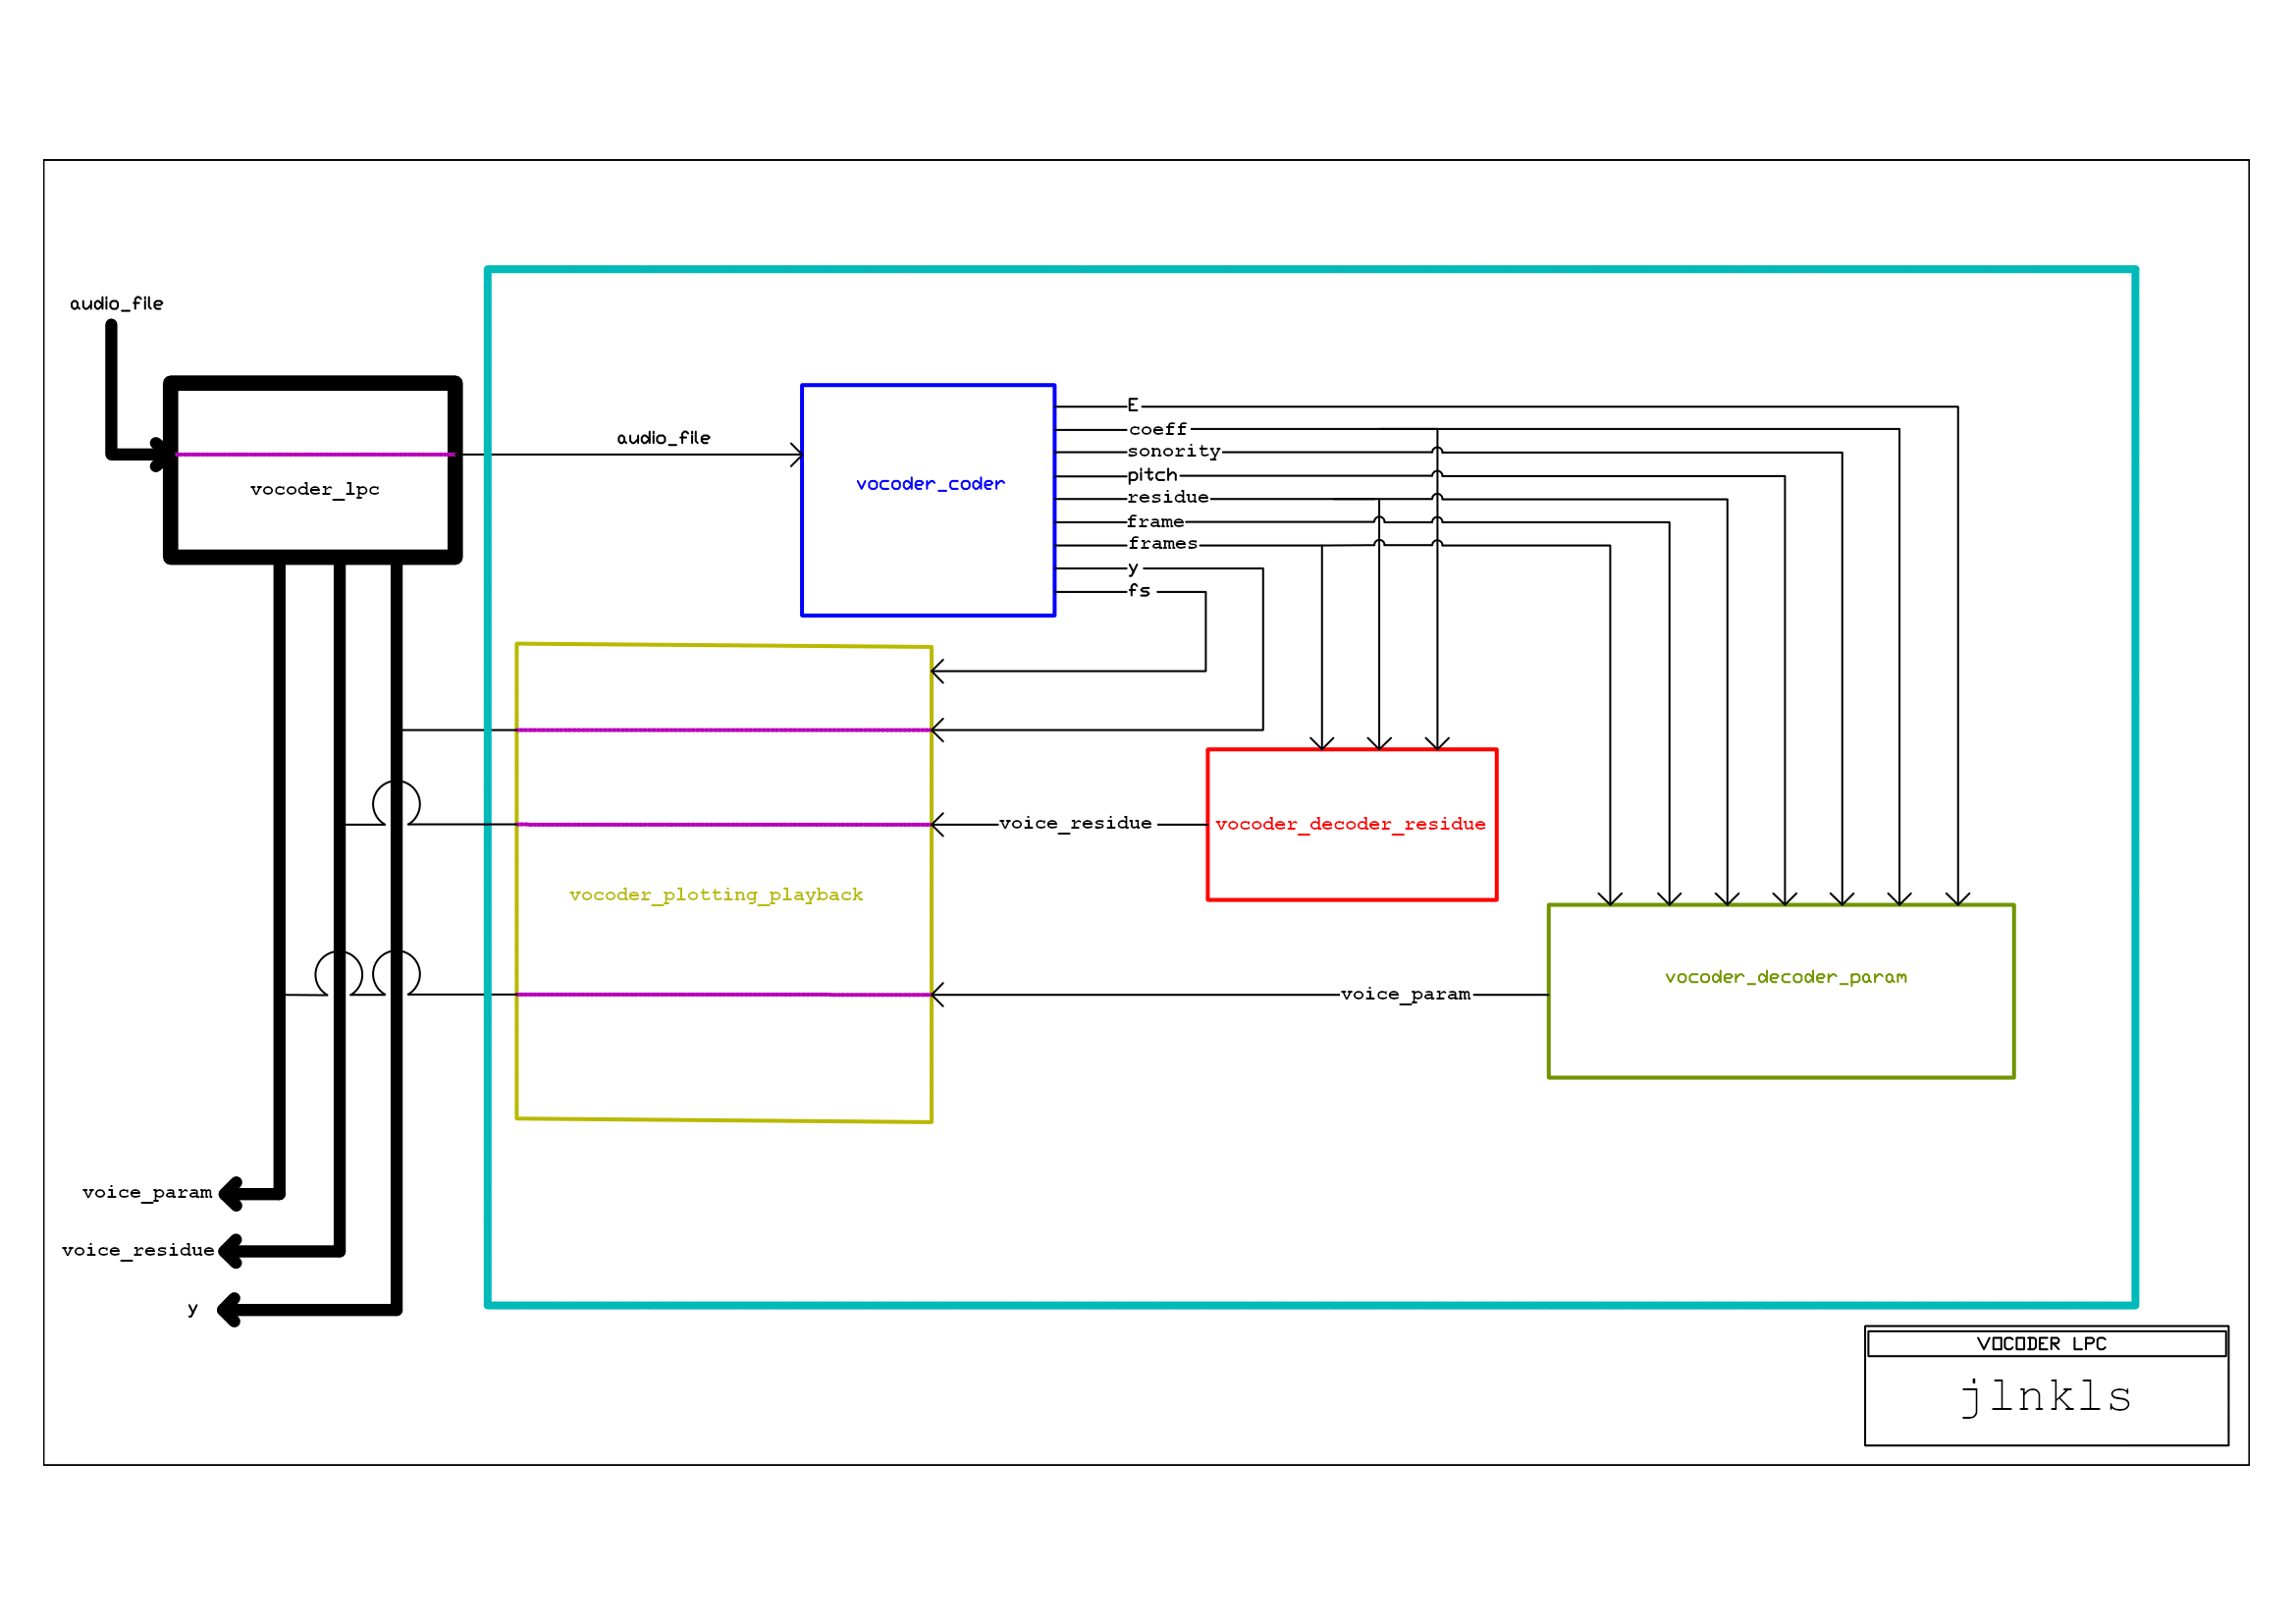 audio_file
vocoder_lpc
audio_file
vocoder_coder
E
coeff
sonority
pitch
residue
frame
frames
y
fs
voice_residue
vocoder_decoder_residue
vocoder_plotting_playback
vocoder_decoder_param
voice_param
voice_param
voice_residue
y
VOCODER LPC
jlnkls